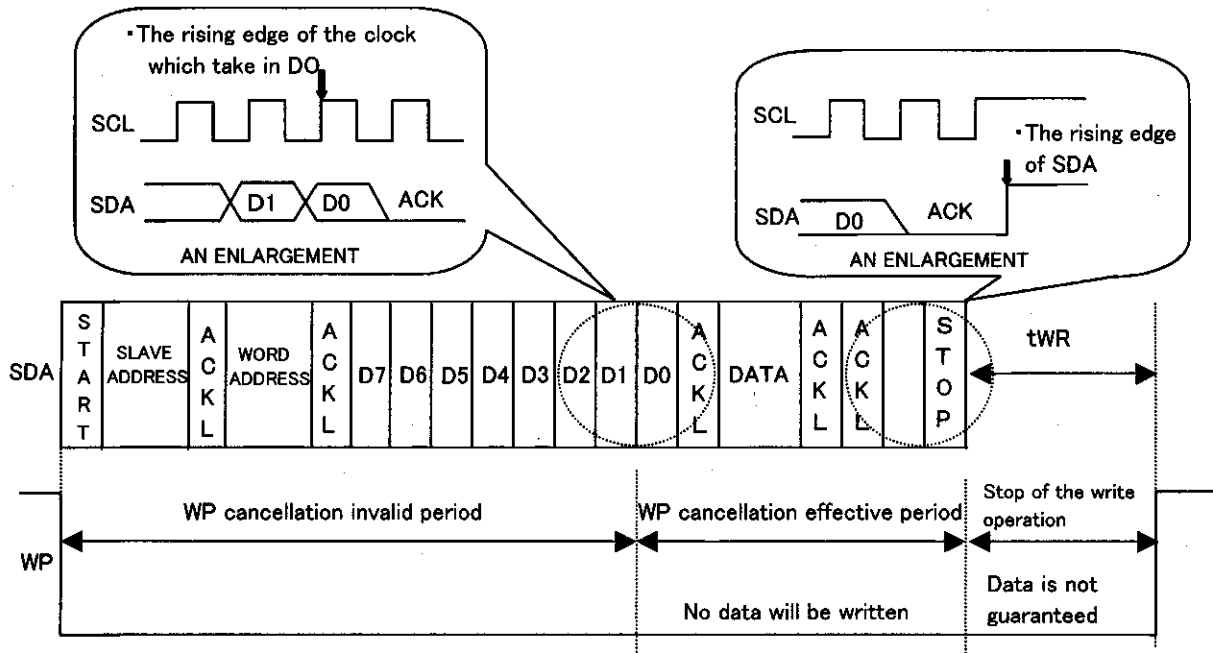 ・The rising edge of the clock
which take in DO
SCL
SDA
D1
D0
ACK
AN ENLARGEMENT
SCL
・The rising edge
of SDA
SDA
D0
ACK
AN ENLARGEMENT
SDA
START
SLAVE
ADDRESS
ACKL
WORD
ADDRESS
ACKL
D7
D6
D5
D4
D3
D2
D1
D0
ACKL
DATA
ACKL
ACKL
STOP
tWR
WP
WP cancellation invalid period
WP cancellation effective period
Stop of the write
operation
No data will be written
Data is not
guaranteed